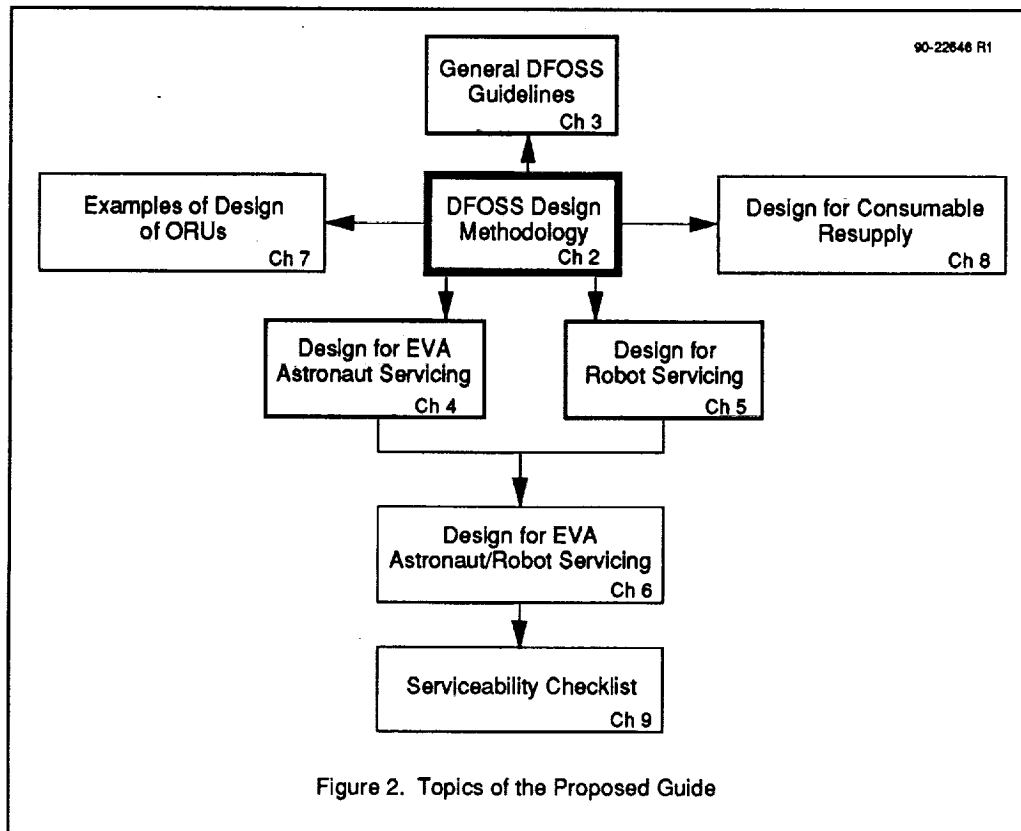 90-22646 R1
General DFOSS
Guidelines
Ch 3
Examples of Design
of ORUs
Ch 7
DFOSS Design
Methodology
Ch 2
Design for Consumable
Resupply
Ch 8
Design for EVA
Astronaut Servicing
Ch 4
Design for
Robot Servicing
Ch 5
Design for EVA
Astronaut/Robot Servicing
Ch 6
Serviceability Checklist
Ch 9
Figure 2. Topics of the Proposed Guide